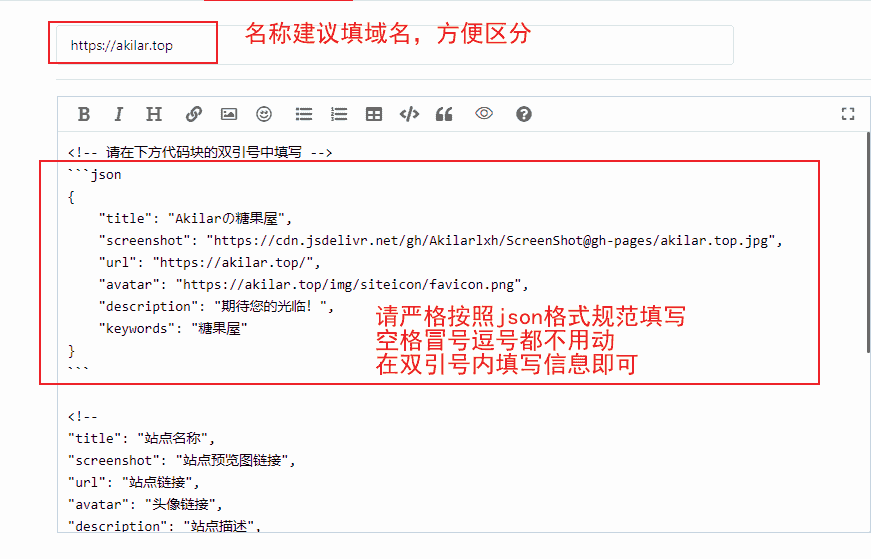 https://akilar.top
名称建议填域名，方便区分
B I H
<!-- 请在下方代码块的双引号中填写 -->
```json
{
"title": "Akilarの糖果屋",
"screenshot": "https://cdn.jsdelivr.net/gh/Akilarlxh/ScreenShot@gh-pages/akilar.top.jpg",
"url": "https://akilar.top/",
"avatar": "https://akilar.top/img/siteicon/favicon.png",
"description": "期待您的光临！",
"keywords": "糖果屋"
}
```
请严格按照json格式规范填写
空格冒号逗号都不用动
在双引号内填写信息即可
<!--
"title": "站点名称",
"screenshot": "站点预览图链接",
"url": "站点链接",
"avatar": "头像链接",
"description": "站点描述",